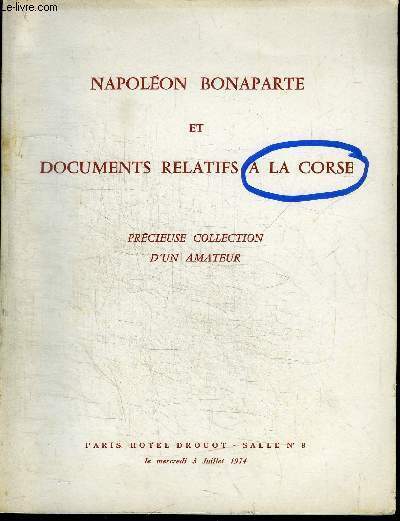 le-livre.com
NAPOLÉON BONAPARTE
ET
DOCUMENTS RELATIFS A LA CORSE
PRÉCIEUSE COLLECTION
D'UN AMATEUR
PARIS HOTEL DROUOT - SALLE N° 8
le mercredi 3 Juillet 1974